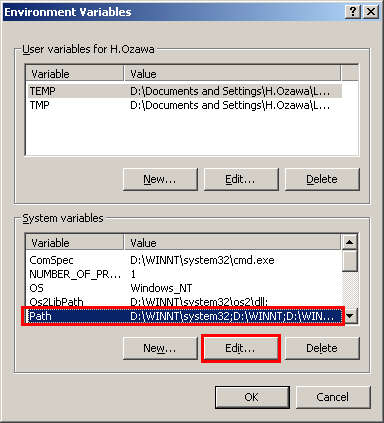 Environment Variables
User variables for H.Ozawa
Variable Value
TEMP D:\Documents and Settings\H.Ozawa\L...
TMP D:\Documents and Settings\H.Ozawa\L...
New... Edit... Delete
System variables
Variable Value
ComSpec D:\WINNT\system32\cmd.exe
NUMBER_OF_PR... 1
OS Windows_NT
Os2LibPath D:\WINNT\system32\os2\dll;
Path D:\WINNT\system32;D:\WINNT;D:\WIN...
New... Edit... Delete
OK Cancel